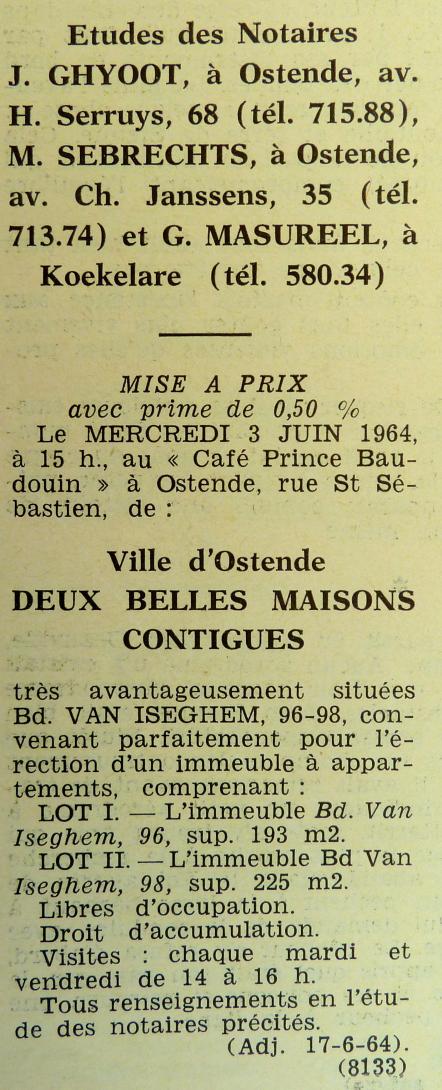 Etudes des Notaires
J. GHYOOT, à Ostende, av.
H. Serruys, 68 (tél. 715.88),
M. SEBRECHTS, à Ostende,
av. Ch. Janssens, 35 (tél.
713.74) et G. MASUREEL, à
Koekelare (tél. 580.34)
MISE A PRIX
avec prime de 0,50 %
Le MERCREDI 3 JUIN 1964,
à 15 h., au « Café Prince Bau-
douin » à Ostende, rue St Sé-
bastien, de :
Ville d'Ostende
DEUX BELLES MAISONS
CONTIGUES
très avantageusement situées
Bd. VAN ISEGHEM, 96-98, con-
venant parfaitement pour l'é-
rection d'un immeuble à appar-
tements, comprenant :
LOT I. — L'immeuble Bd. Van
Iseghem, 96, sup. 193 m2.
LOT II. — L'immeuble Bd Van
Iseghem, 98, sup. 225 m2.
Libres d'occupation.
Droit d'accumulation.
Visites : chaque mardi et
vendredi de 14 à 16 h.
Tous renseignements en l'étu-
de des notaires précités.
(Adj. 17-6-64).
(8133)